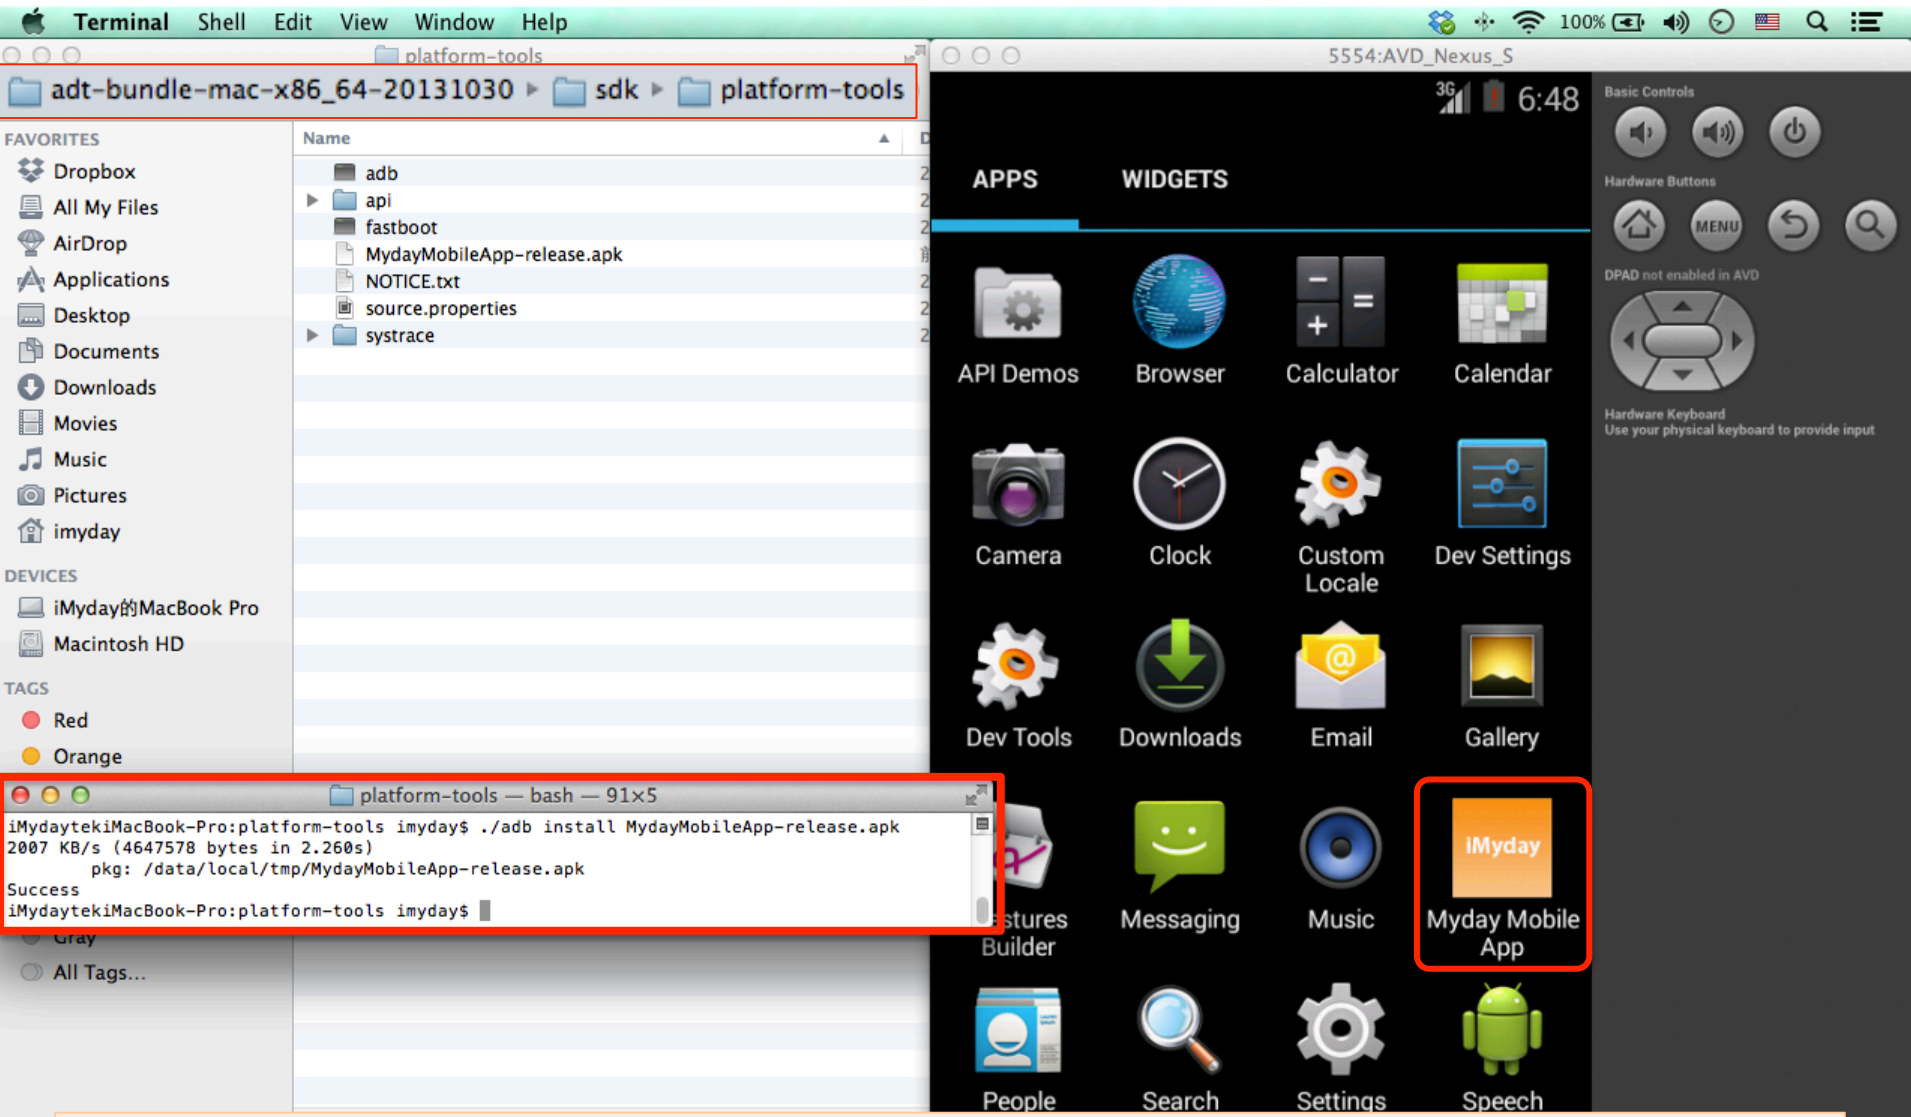 Terminal Shell Edit View Window Help
100%
platform-tools
adt-bundle-mac-x86_64-20131030 ▸ sdk ▸ platform-tools
FAVORITES
Dropbox
All My Files
AirDrop
Applications
Desktop
Documents
Downloads
Movies
Music
Pictures
imyday
DEVICES
iMyday的MacBook Pro
Macintosh HD
TAGS
Red
Orange
Gray
All Tags...
Name
adb
api
fastboot
MydayMobileApp-release.apk
NOTICE.txt
source.properties
systrace
platform-tools — bash — 91×5
iMydaytekiMacBook-Pro:platform-tools imyday$ ./adb install MydayMobileApp-release.apk
2007 KB/s (4647578 bytes in 2.260s)
pkg: /data/local/tmp/MydayMobileApp-release.apk
Success
iMydaytekiMacBook-Pro:platform-tools imyday$
5554:AVD_Nexus_S
3G 6:48
APPS WIDGETS
API Demos Browser Calculator Calendar
Camera Clock Custom Locale Dev Settings
Dev Tools Downloads Email Gallery
iMyday
Builder Messaging Music Myday Mobile App
People Search Settings Speech
Basic Controls
Hardware Buttons
MENU
DPAD not enabled in AVD
Hardware Keyboard
Use your physical keyboard to provide input